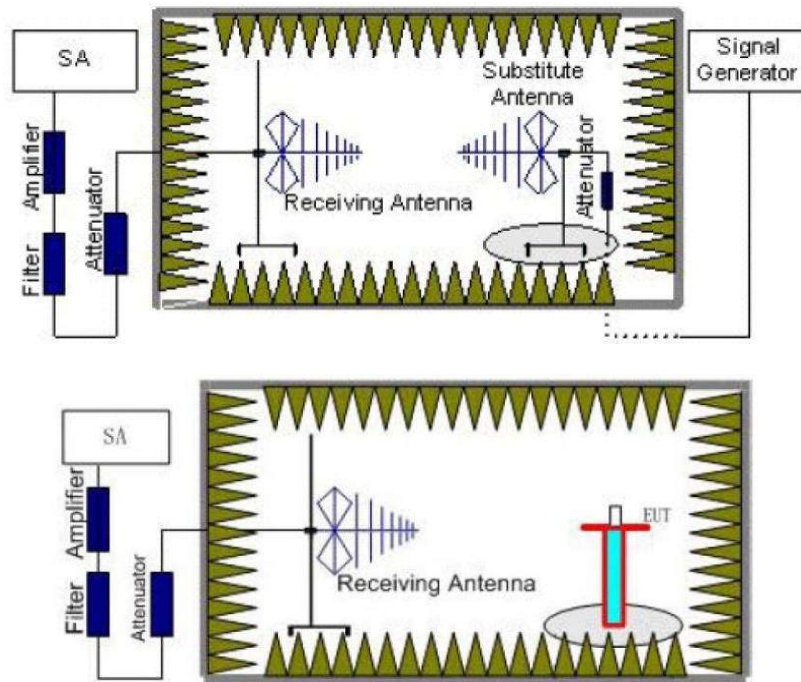 SA
Signal
Generator
Substitute
Antenna
Amplifier
Attenuator
Attenuator
Receiving Antenna
Filter
SA
EUT
Amplifier
Receiving Antenna
Filter
Attenuator